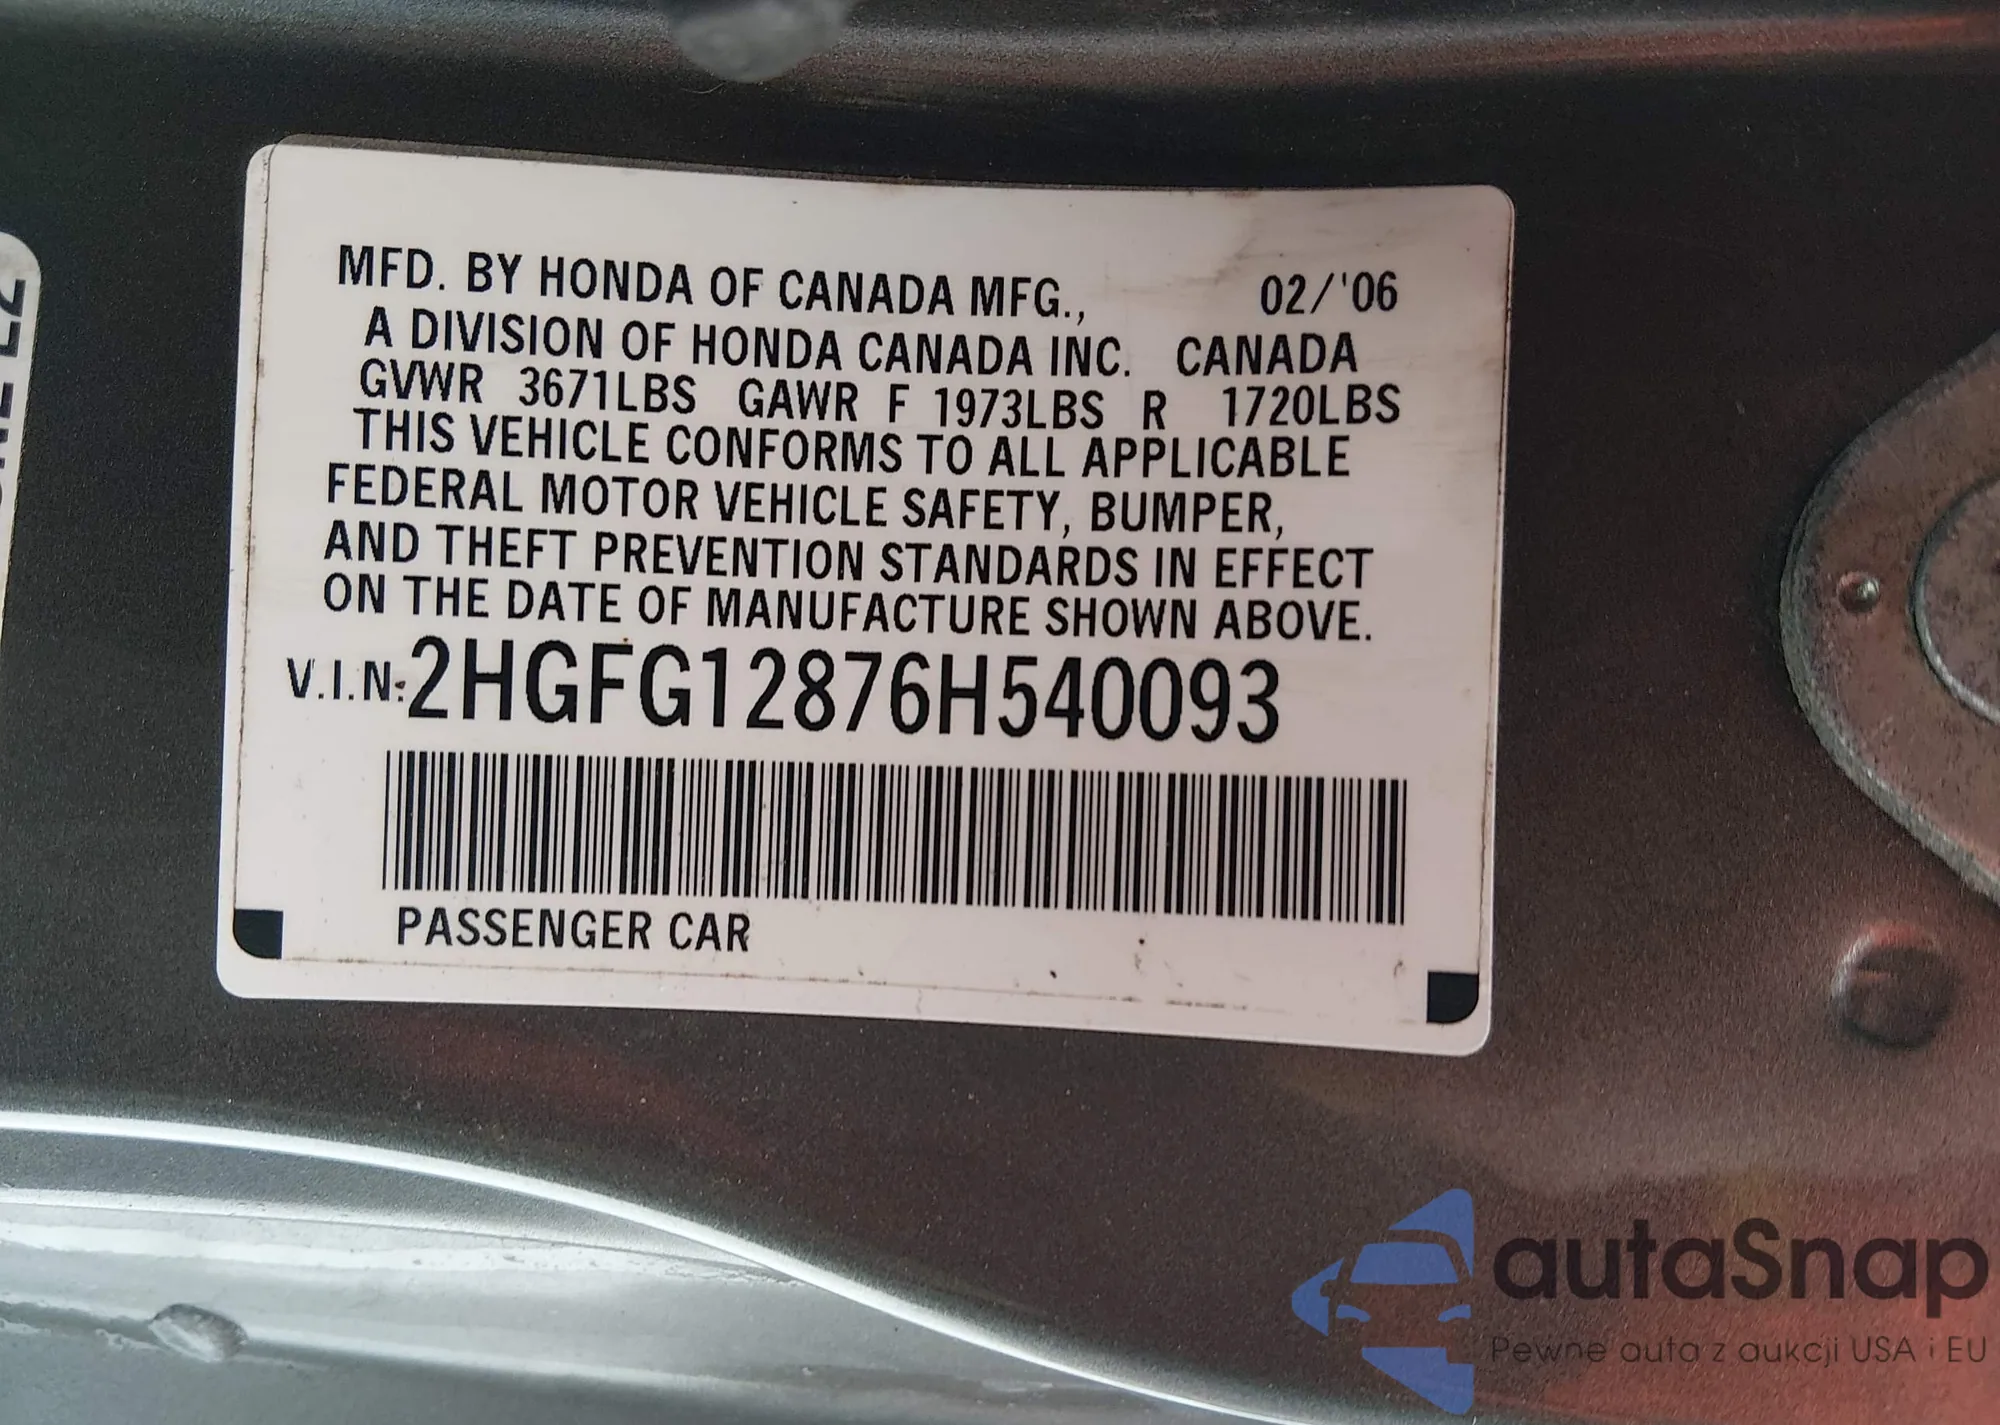 MFD. BY HONDA OF CANADA MFG., 02/'06
A DIVISION OF HONDA CANADA INC. CANADA
GVWR 3671LBS GAWR F 1973LBS R 1720LBS
THIS VEHICLE CONFORMS TO ALL APPLICABLE
FEDERAL MOTOR VEHICLE SAFETY, BUMPER,
AND THEFT PREVENTION STANDARDS IN EFFECT
ON THE DATE OF MANUFACTURE SHOWN ABOVE.
V.I.N: 2HGFG12876H540093
PASSENGER CAR
autaSnap
Pewne auta z aukcji USA i EU